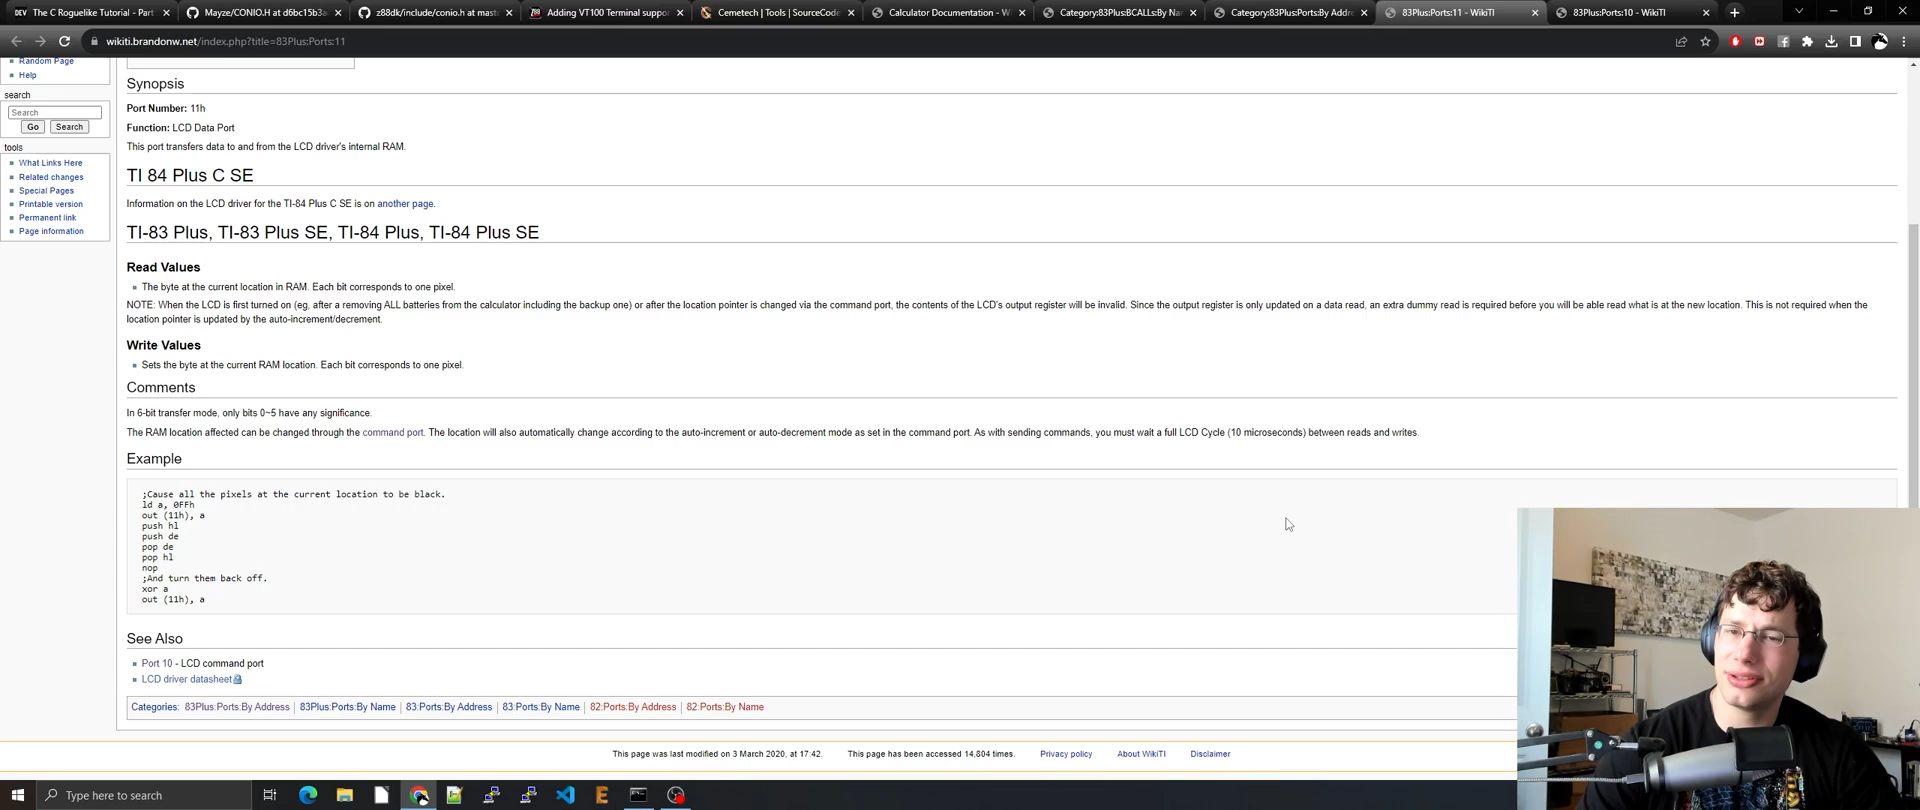 The C Roguelike Tutorial - Part
Mayze/CONIO.H at d6bc15b3a
z88dk/include/conio.h at mast
Adding VT100 Terminal suppo
Cemetech | Tools | SourceCode
Calculator Documentation - W
Category:83Plus:BCALLs:By Na
Category:83Plus:Ports:By Addre
83Plus:Ports:11 - WikiTI
83Plus:Ports:10 - WikiTI
wikiti.brandonw.net/index.php?title=83Plus:Ports:11
Random Page
Help
search
Search
Go Search
tools
What Links Here
Related changes
Special Pages
Printable version
Permanent link
Page information
Synopsis
Port Number: 11h
Function: LCD Data Port
This port transfers data to and from the LCD driver's internal RAM.
TI 84 Plus C SE
Information on the LCD driver for the TI-84 Plus C SE is on another page.
TI-83 Plus, TI-83 Plus SE, TI-84 Plus, TI-84 Plus SE
Read Values
The byte at the current location in RAM. Each bit corresponds to one pixel.
NOTE: When the LCD is first turned on (eg, after a removing ALL batteries from the calculator including the backup one) or after the location pointer is changed via the command port, the contents of the LCD's output register will be invalid. Since the output register is only updated on a data read, an extra dummy read is required before you will be able read what is at the new location. This is not required when the
location pointer is updated by the auto-increment/decrement.
Write Values
Sets the byte at the current RAM location. Each bit corresponds to one pixel.
Comments
In 6-bit transfer mode, only bits 0~5 have any significance.
The RAM location affected can be changed through the command port. The location will also automatically change according to the auto-increment or auto-decrement mode as set in the command port. As with sending commands, you must wait a full LCD Cycle (10 microseconds) between reads and writes.
Example
;Cause all the pixels at the current location to be black.
ld a, 0FFh
out (11h), a
push hl
push de
pop de
pop hl
nop
;And turn them back off.
xor a
out (11h), a
See Also
Port 10 - LCD command port
LCD driver datasheet
Categories: 83Plus:Ports:By Address | 83Plus:Ports:By Name | 83:Ports:By Address | 83:Ports:By Name | 82:Ports:By Address | 82:Ports:By Name
This page was last modified on 3 March 2020, at 17:42. This page has been accessed 14,804 times. Privacy policy About WikiTI Disclaimer
Type here to search